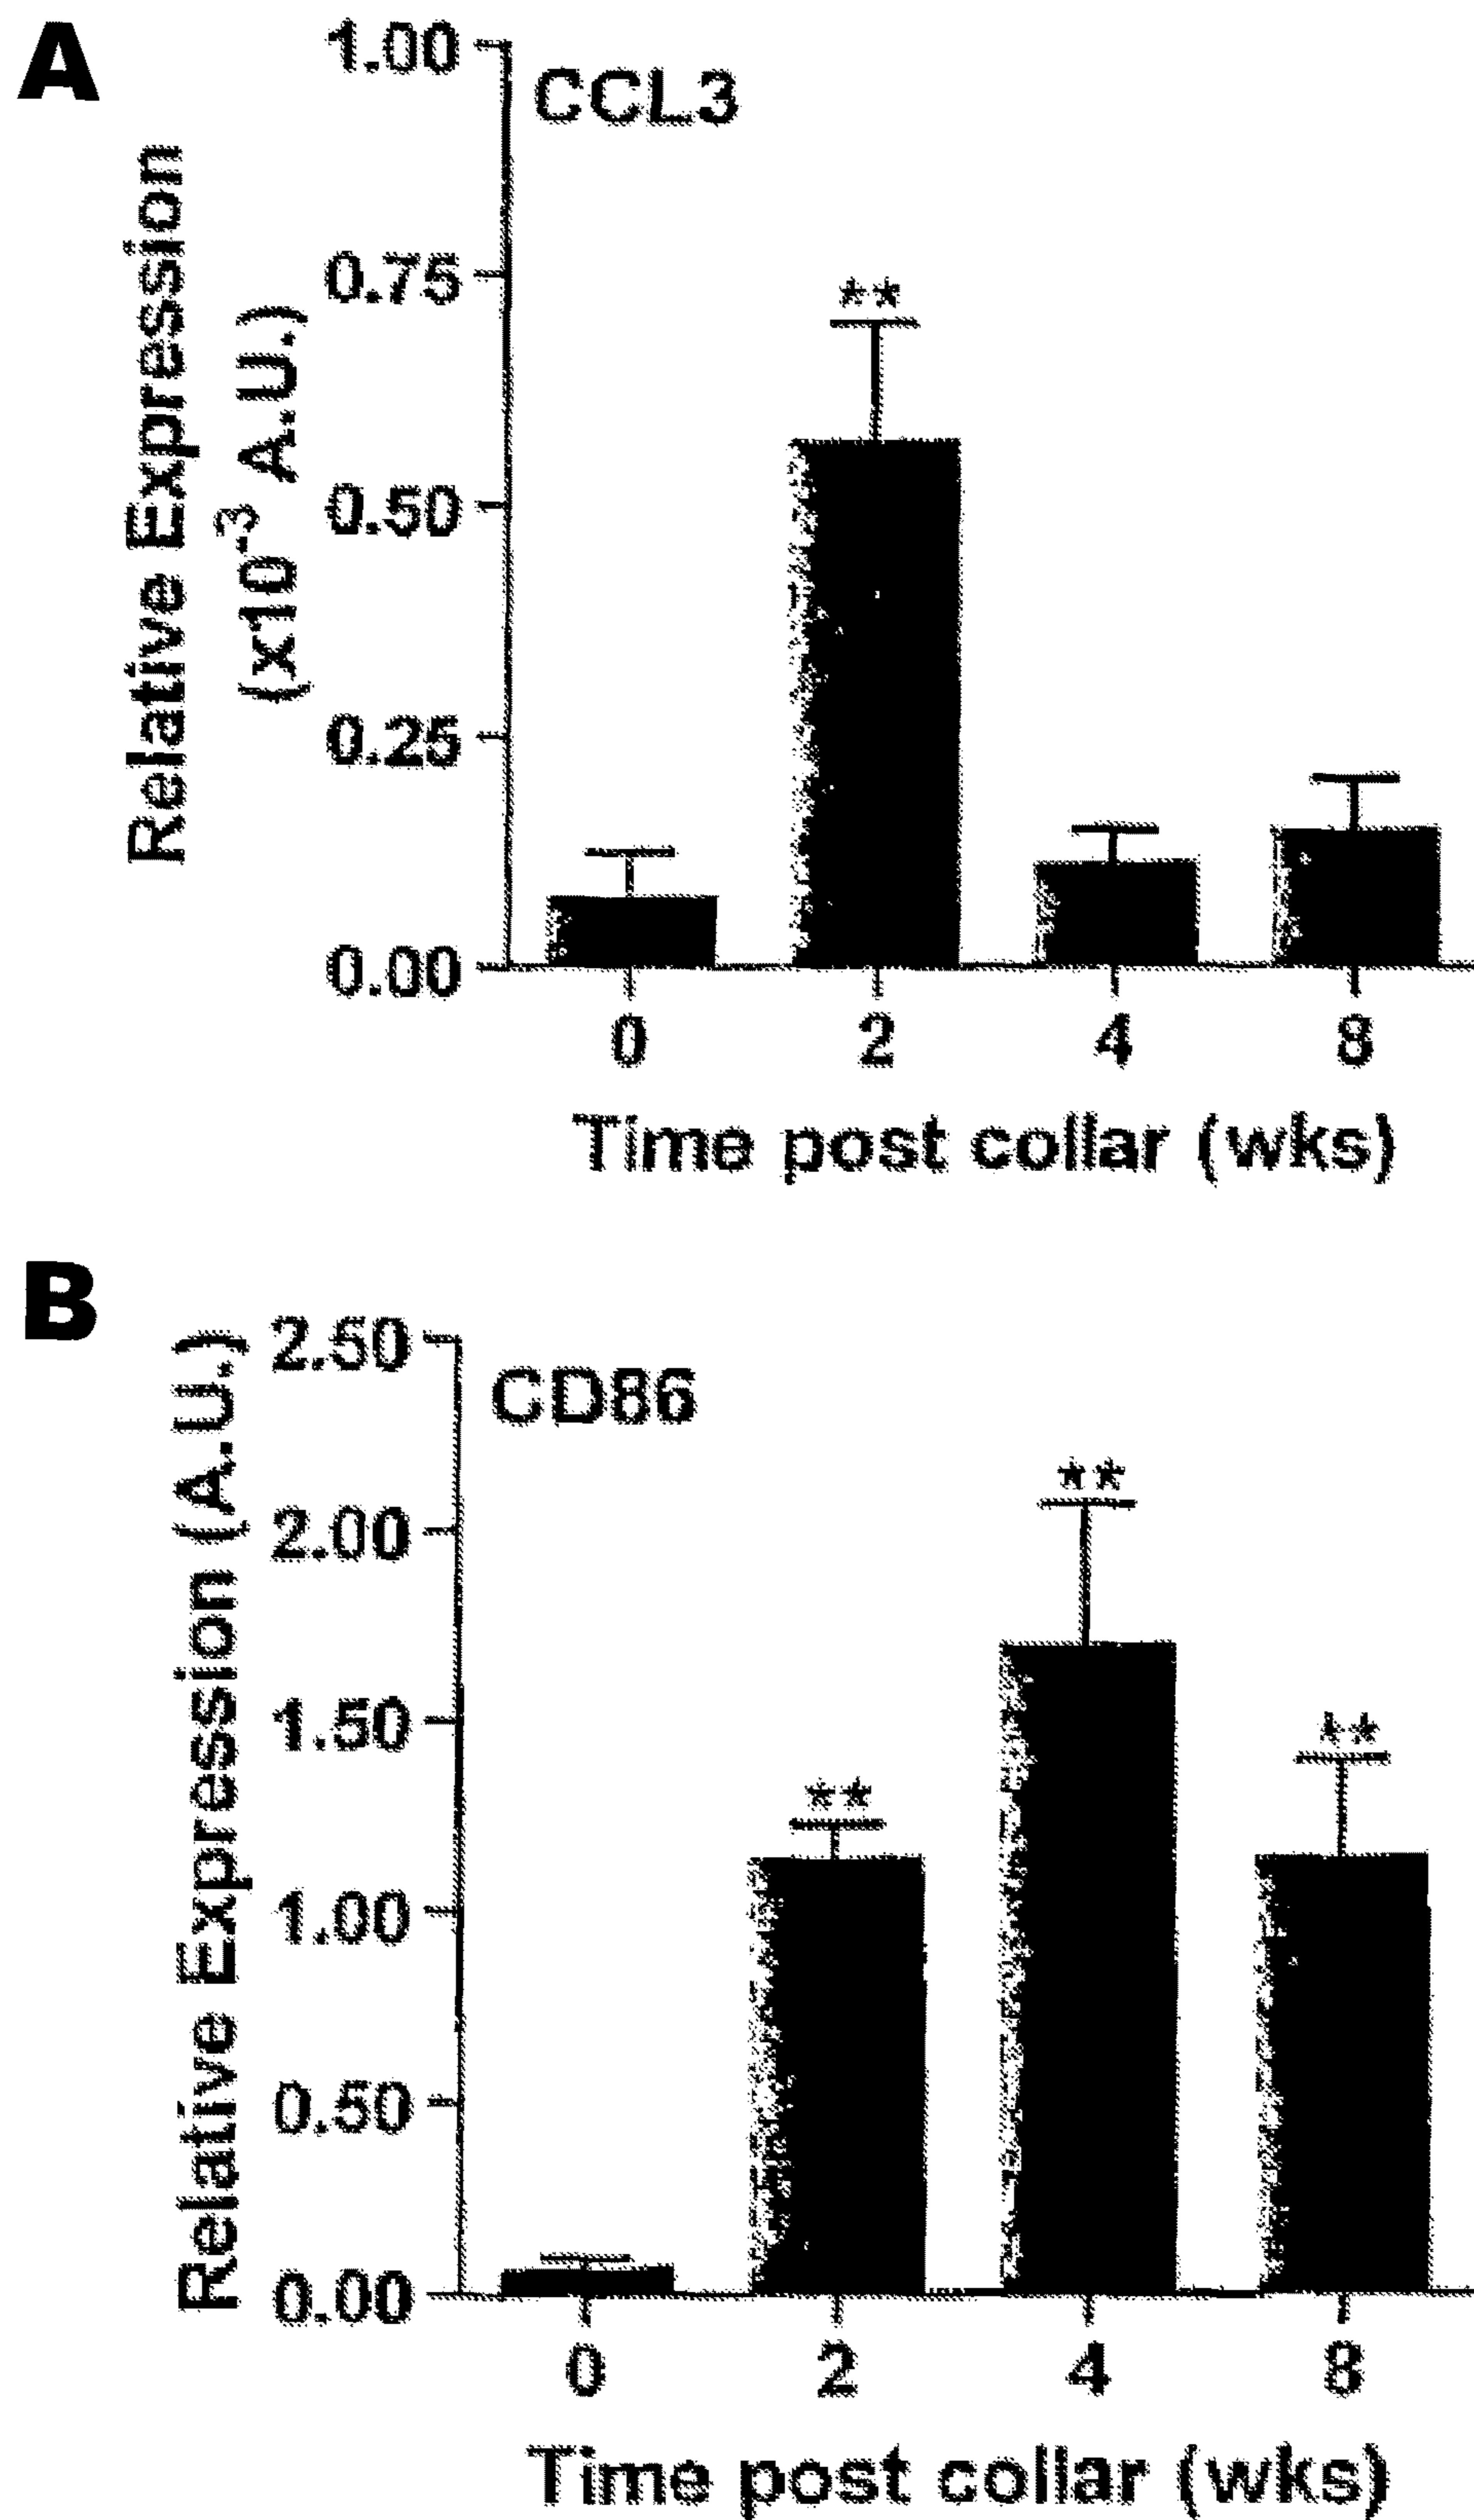 A
CCL3
Relative Expression
(x10⁻³ A.U.)
1.00
0.75
0.50
0.25
0.00
**
0 2 4 8
Time post collar (wks)
B
CD86
Relative Expression (A.U.)
2.50
2.00
1.50
1.00
0.50
0.00
**
**
**
0 2 4 8
Time post collar (wks)